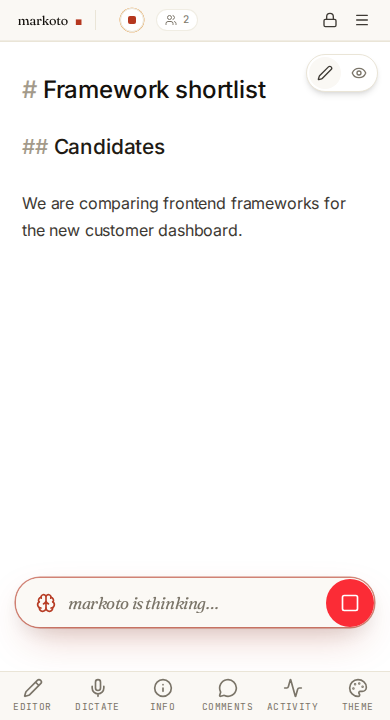 markoto
2
# Framework shortlist
## Candidates
We are comparing frontend frameworks for
the new customer dashboard.
markoto is thinking...
EDITOR
DICTATE
INFO
COMMENTS
ACTIVITY
THEME